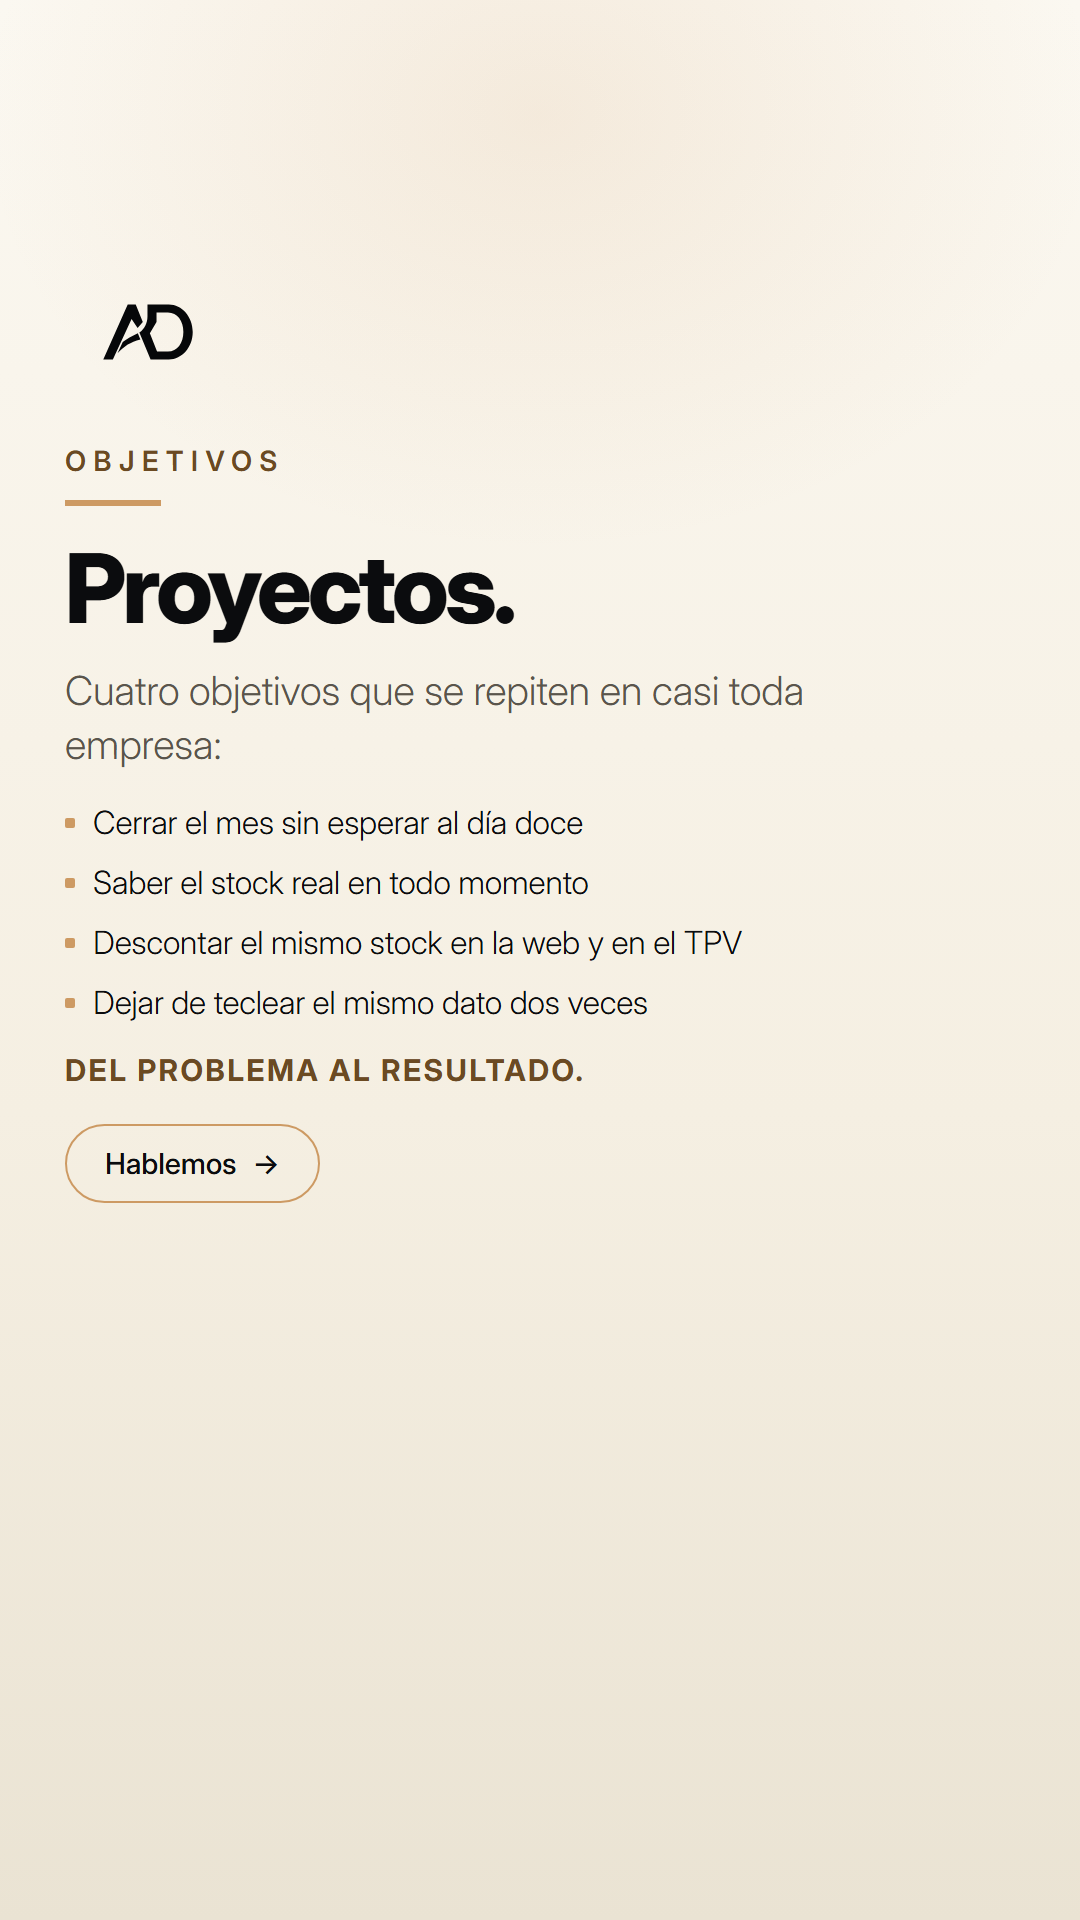 AD
OBJETIVOS
Proyectos.
Cuatro objetivos que se repiten en casi toda
empresa:
Cerrar el mes sin esperar al día doce
Saber el stock real en todo momento
Descontar el mismo stock en la web y en el TPV
Dejar de teclear el mismo dato dos veces
DEL PROBLEMA AL RESULTADO.
Hablemos →